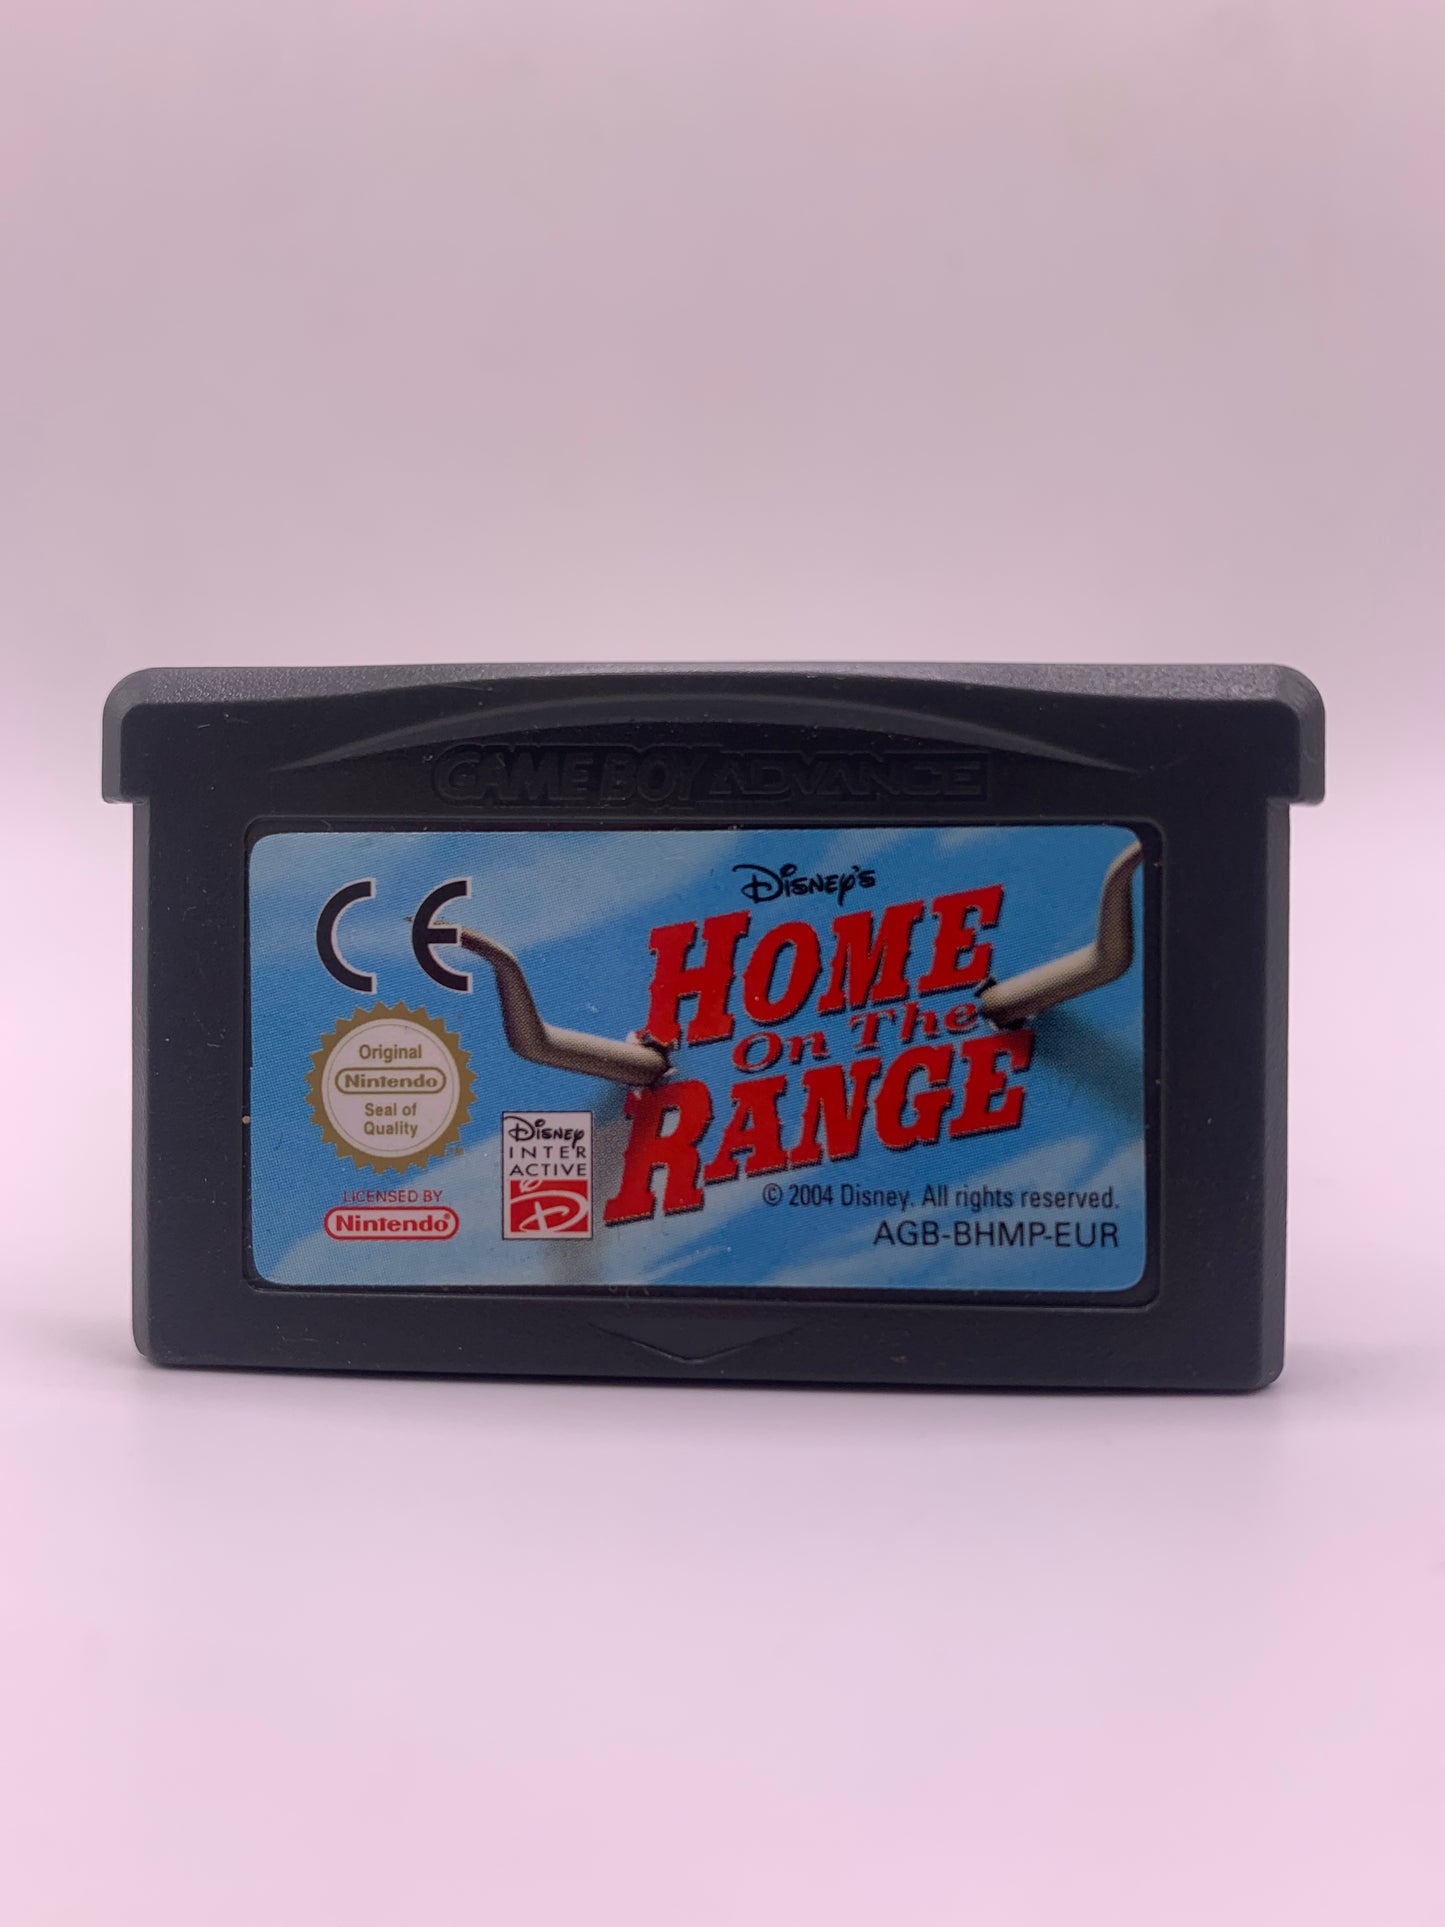 GAME BOY ADVANCE
CE
Original
Nintendo
Seal of
Quality
TM
LICENSED BY
Nintendo®
DISNEY
INTER
ACTIVE
DISNEY'S
HOME
ON THE
RANGE
© 2004 Disney. All rights reserved.
AGB-BHMP-EUR